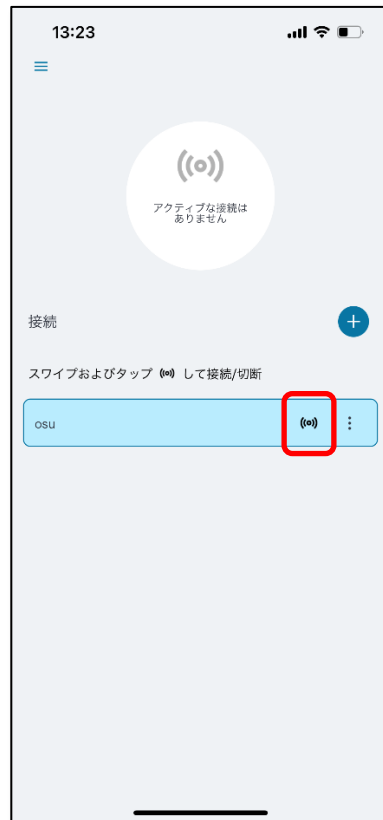 13:23
アクティブな接続は
ありません
接続
スワイプおよびタップ して接続/切断
osu